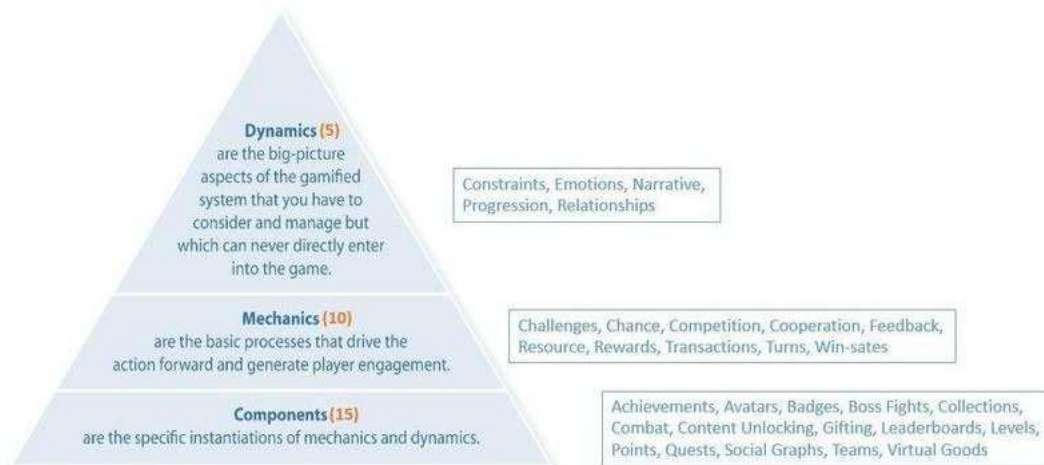 Dynamics (5)
are the big-picture
aspects of the gamified
system that you have to
consider and manage but
which can never directly enter
into the game.
Constraints, Emotions, Narrative,
Progression, Relationships
Mechanics (10)
are the basic processes that drive the
action forward and generate player engagement.
Challenges, Chance, Competition, Cooperation, Feedback,
Resource, Rewards, Transactions, Turns, Win-sates
Components (15)
are the specific instantiations of mechanics and dynamics.
Achievements, Avatars, Badges, Boss Fights, Collections,
Combat, Content Unlocking, Gifting, Leaderboards, Levels,
Points, Quests, Social Graphs, Teams, Virtual Goods